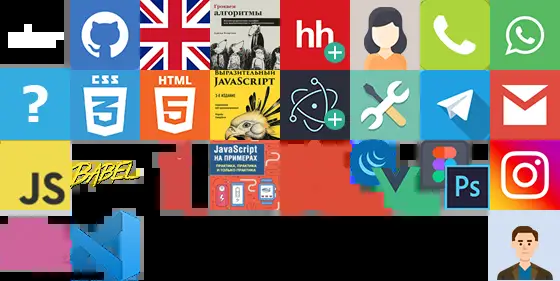 Грокаем
алгоритмы
hh
?
CSS
3
HTML
5
ВЫРАЗИТЕЛЬНЫЙ
JAVASCRIPT
3-Е ИЗДАНИЕ
JS
BABEL
JavaScript
НА ПРИМЕРАХ
ПРАКТИКА, ПРАКТИКА
И ТОЛЬКО ПРАКТИКА
Ps